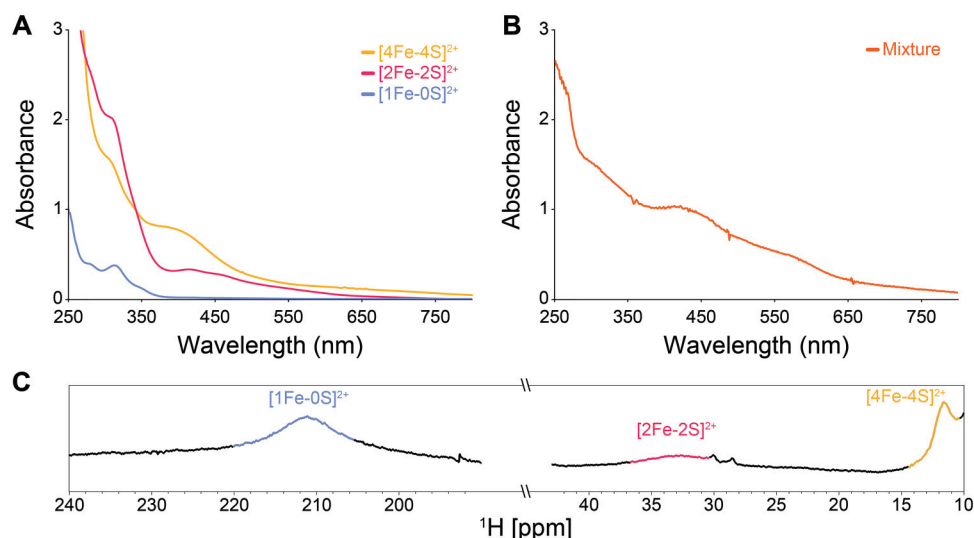 A
B
3
2
1
0
Absorbance
[4Fe-4S]²⁺
[2Fe-2S]²⁺
[1Fe-0S]²⁺
250 350 450 550 650 750
Wavelength (nm)
3
2
1
0
Absorbance
Mixture
250 350 450 550 650 750
Wavelength (nm)
C
[1Fe-0S]²⁺
[2Fe-2S]²⁺
[4Fe-4S]²⁺
240 230 220 210 200 40 35 30 25 20 15 10
¹H [ppm]